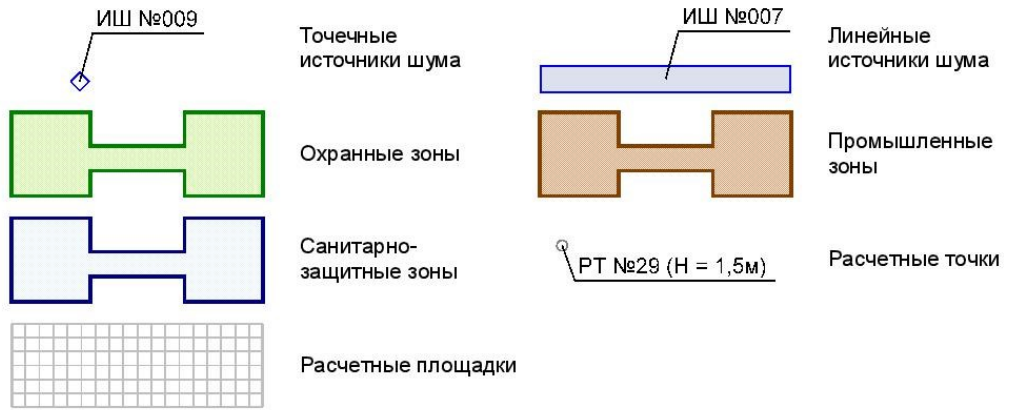 ИШ №009
Точечные
источники шума
ИШ №007
Линейные
источники шума
Охранные зоны
Промышленные
зоны
Санитарно-
защитные зоны
РТ №29 (Н = 1,5м)
Расчетные точки
Расчетные площадки